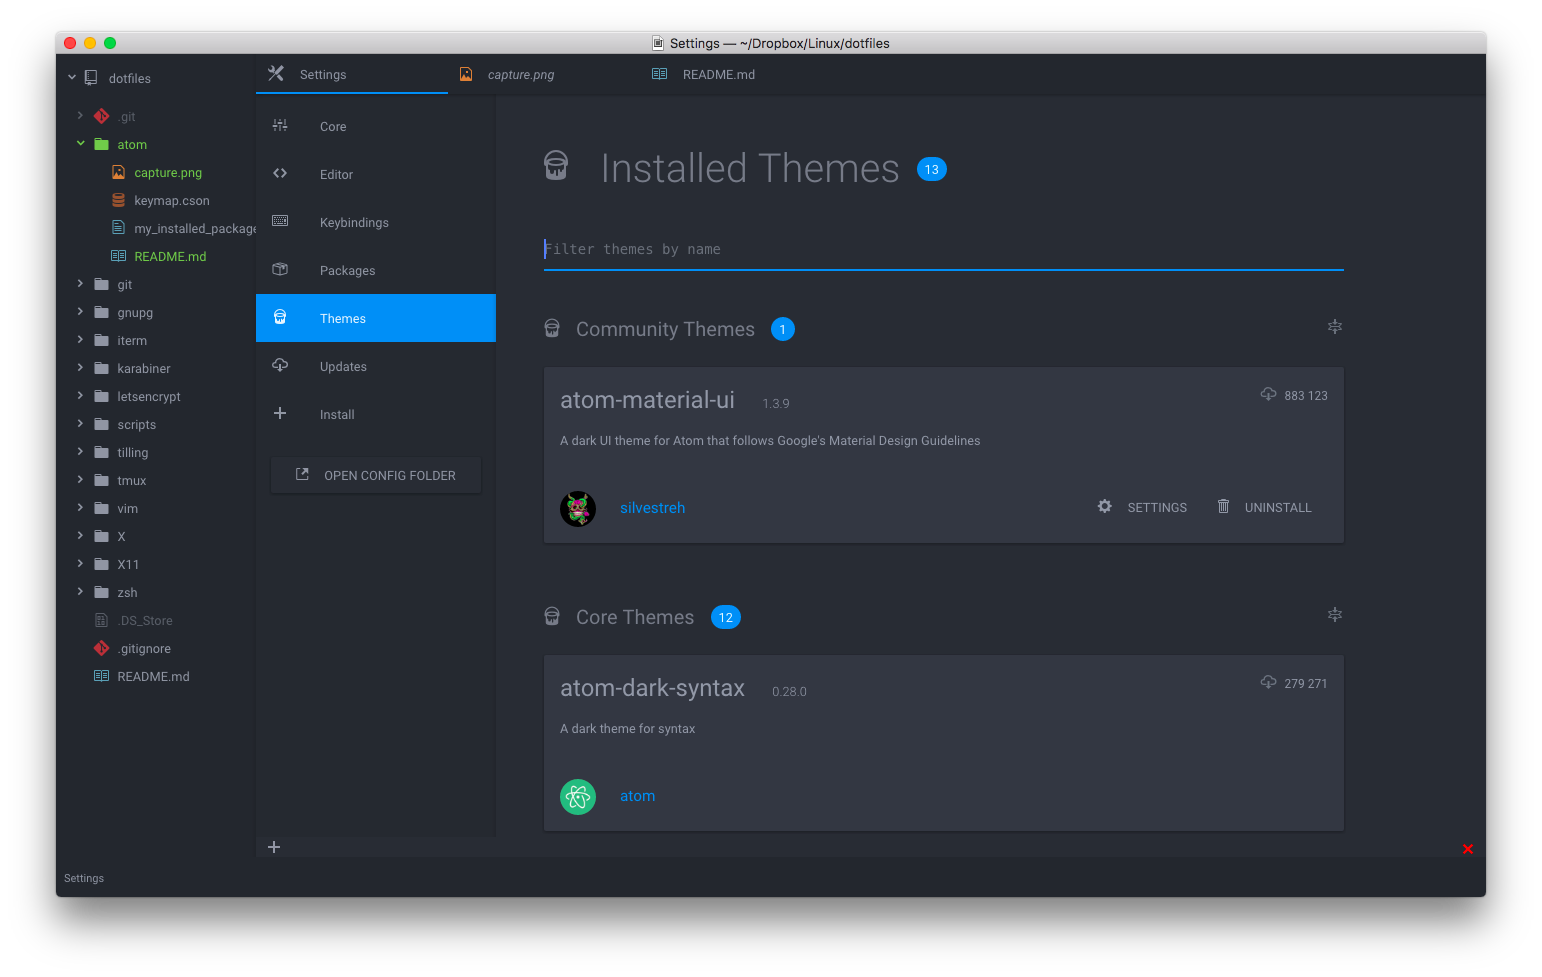 Settings — ~/Dropbox/Linux/dotfiles
dotfiles
.git
atom
capture.png
keymap.cson
my_installed_package
README.md
git
gnupg
iterm
karabiner
letsencrypt
scripts
tilling
tmux
vim
X
X11
zsh
.DS_Store
.gitignore
README.md
Settings
capture.png
README.md
Core
Editor
Keybindings
Packages
Themes
Updates
Install
OPEN CONFIG FOLDER
Installed Themes 13
Filter themes by name
Community Themes 1
atom-material-ui 1.3.9 883 123
A dark UI theme for Atom that follows Google's Material Design Guidelines
silvestreh SETTINGS UNINSTALL
Core Themes 12
atom-dark-syntax 0.28.0 279 271
A dark theme for syntax
atom
Settings